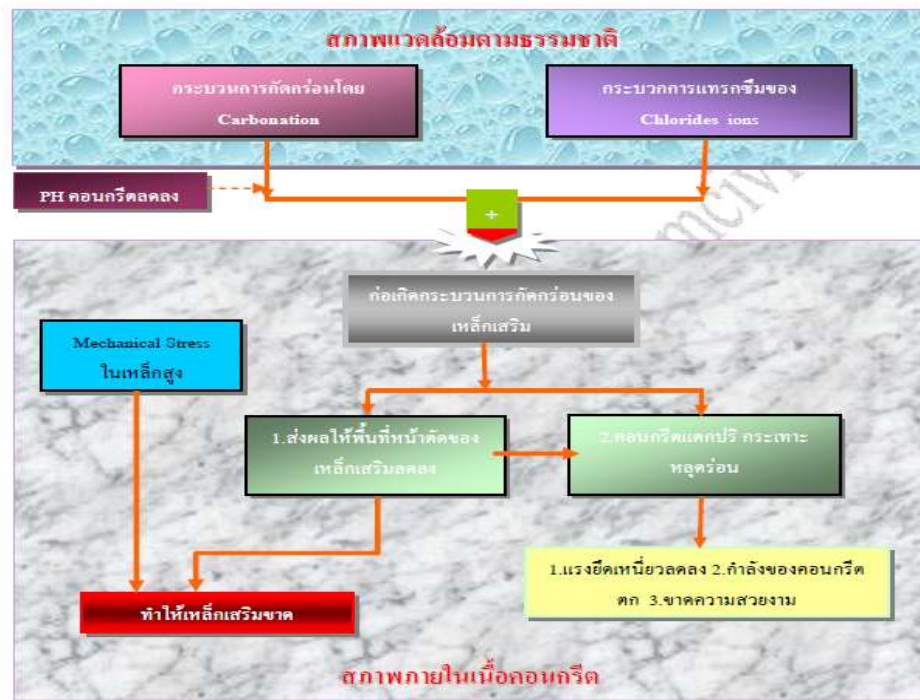 สภาพแวดล้อมตามธรรมชาติ
กระบวนการกัดกร่อนโดย
Carbonation
กระบวกการแทรกซึมของ
Chlorides ions
PH คอนกรีตลดลง
+
ก่อเกิดกระบวนการกัดกร่อนของ
เหล็กเสริม
Mechanical Stress
ในเหล็กสูง
1.ส่งผลให้พื้นที่หน้าตัดของ
เหล็กเสริมลดลง
2.คอนกรีตแตกปริ กระเทาะ
หลุดร่อน
1.แรงยึดเหนี่ยวลดลง 2.กำลังของคอนกรีต
ตก 3.ขาดความสวยงาม
ทำให้เหล็กเสริมขาด
สภาพภายในเนื้อคอนกรีต